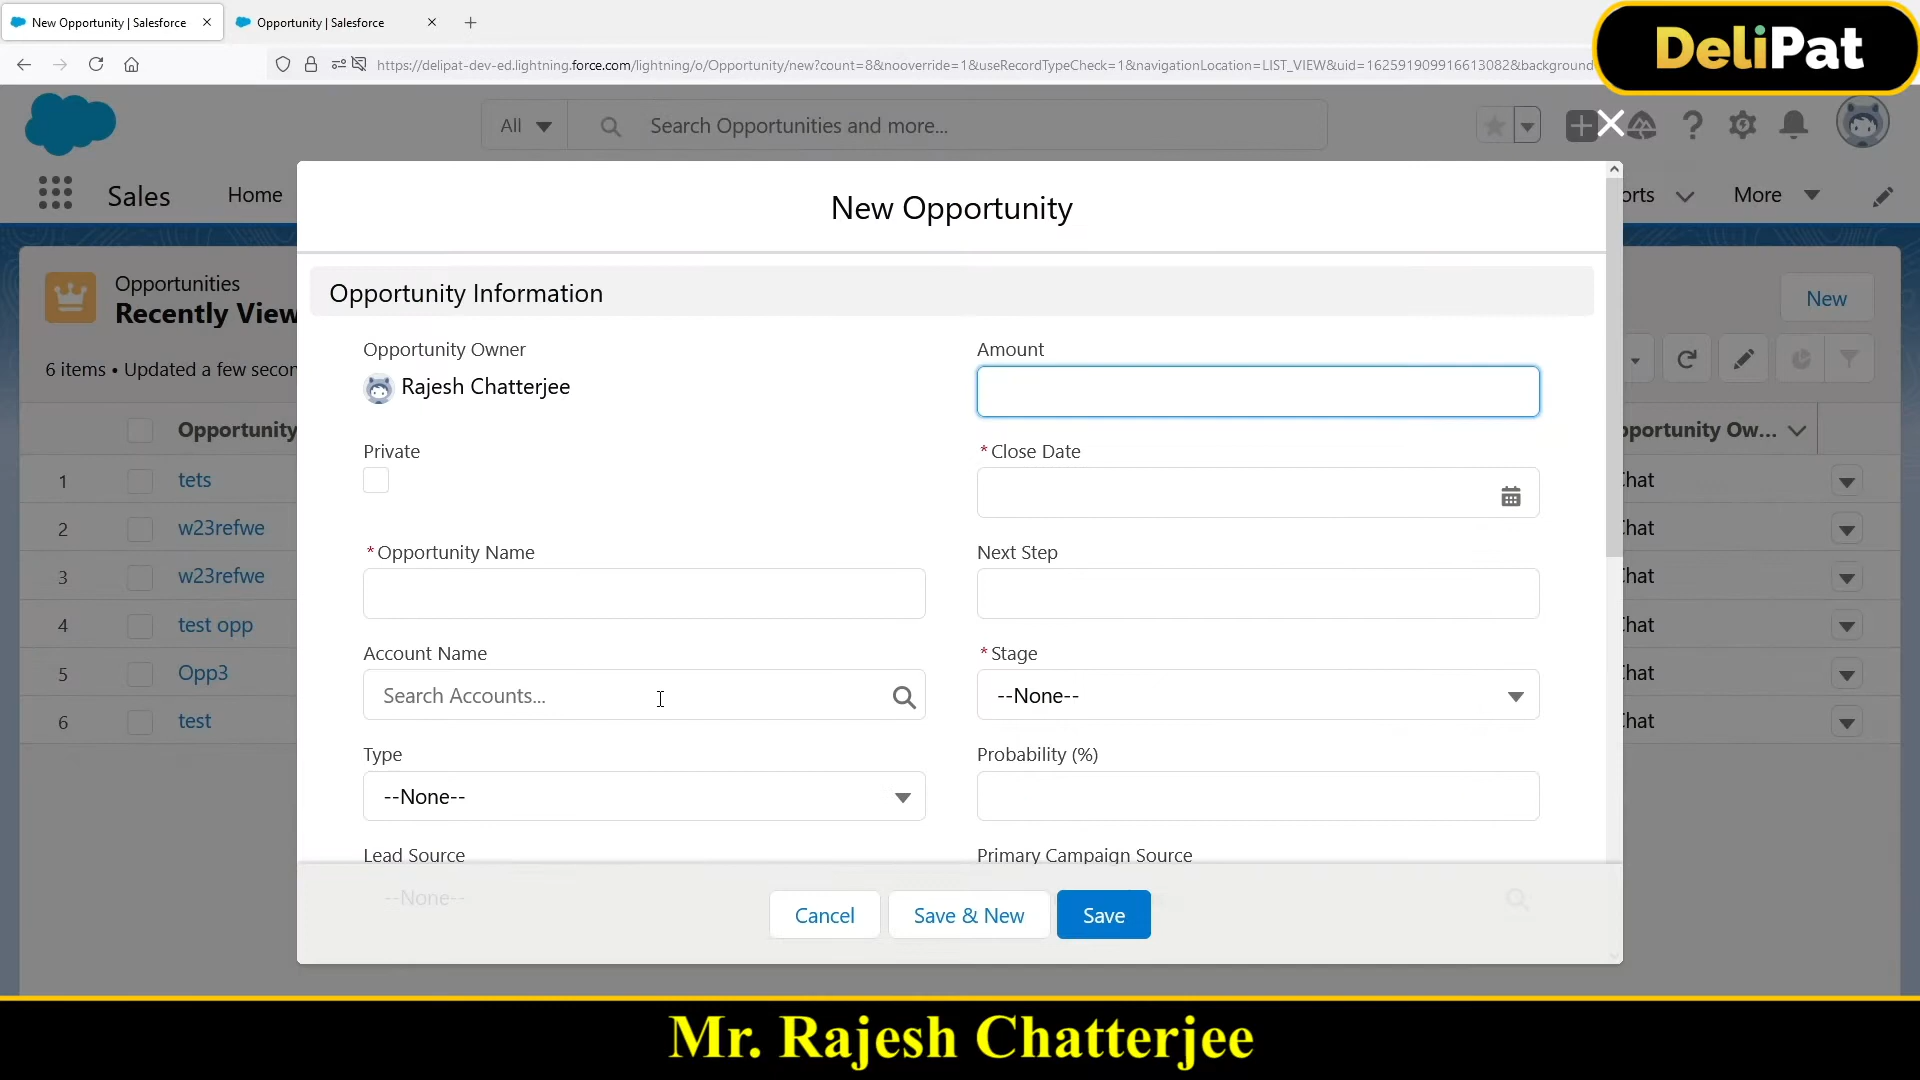 New Opportunity | Salesforce
Opportunity | Salesforce
https://delipat-dev-ed.lightning.force.com/lightning/o/Opportunity/new?count=8&nooverride=1&useRecordTypeCheck=1&navigationLocation=LIST_VIEW&uid=162591909916613082&background
DeliPat
All
Search Opportunities and more...
Sales
Home
orts
More
New Opportunity
Opportunities
Recently View
New
6 items • Updated a few secon
Opportunity Information
Opportunity Owner
Rajesh Chatterjee
Amount
Private
*Close Date
*Opportunity Name
Next Step
Account Name
Search Accounts...
*Stage
--None--
Type
--None--
Probability (%)
Lead Source
--None--
Primary Campaign Source
Opportunity
pportunity Ow...
1 tets hat
2 w23refwe hat
3 w23refwe hat
4 test opp hat
5 Opp3 hat
6 test hat
Cancel
Save & New
Save
Mr. Rajesh Chatterjee